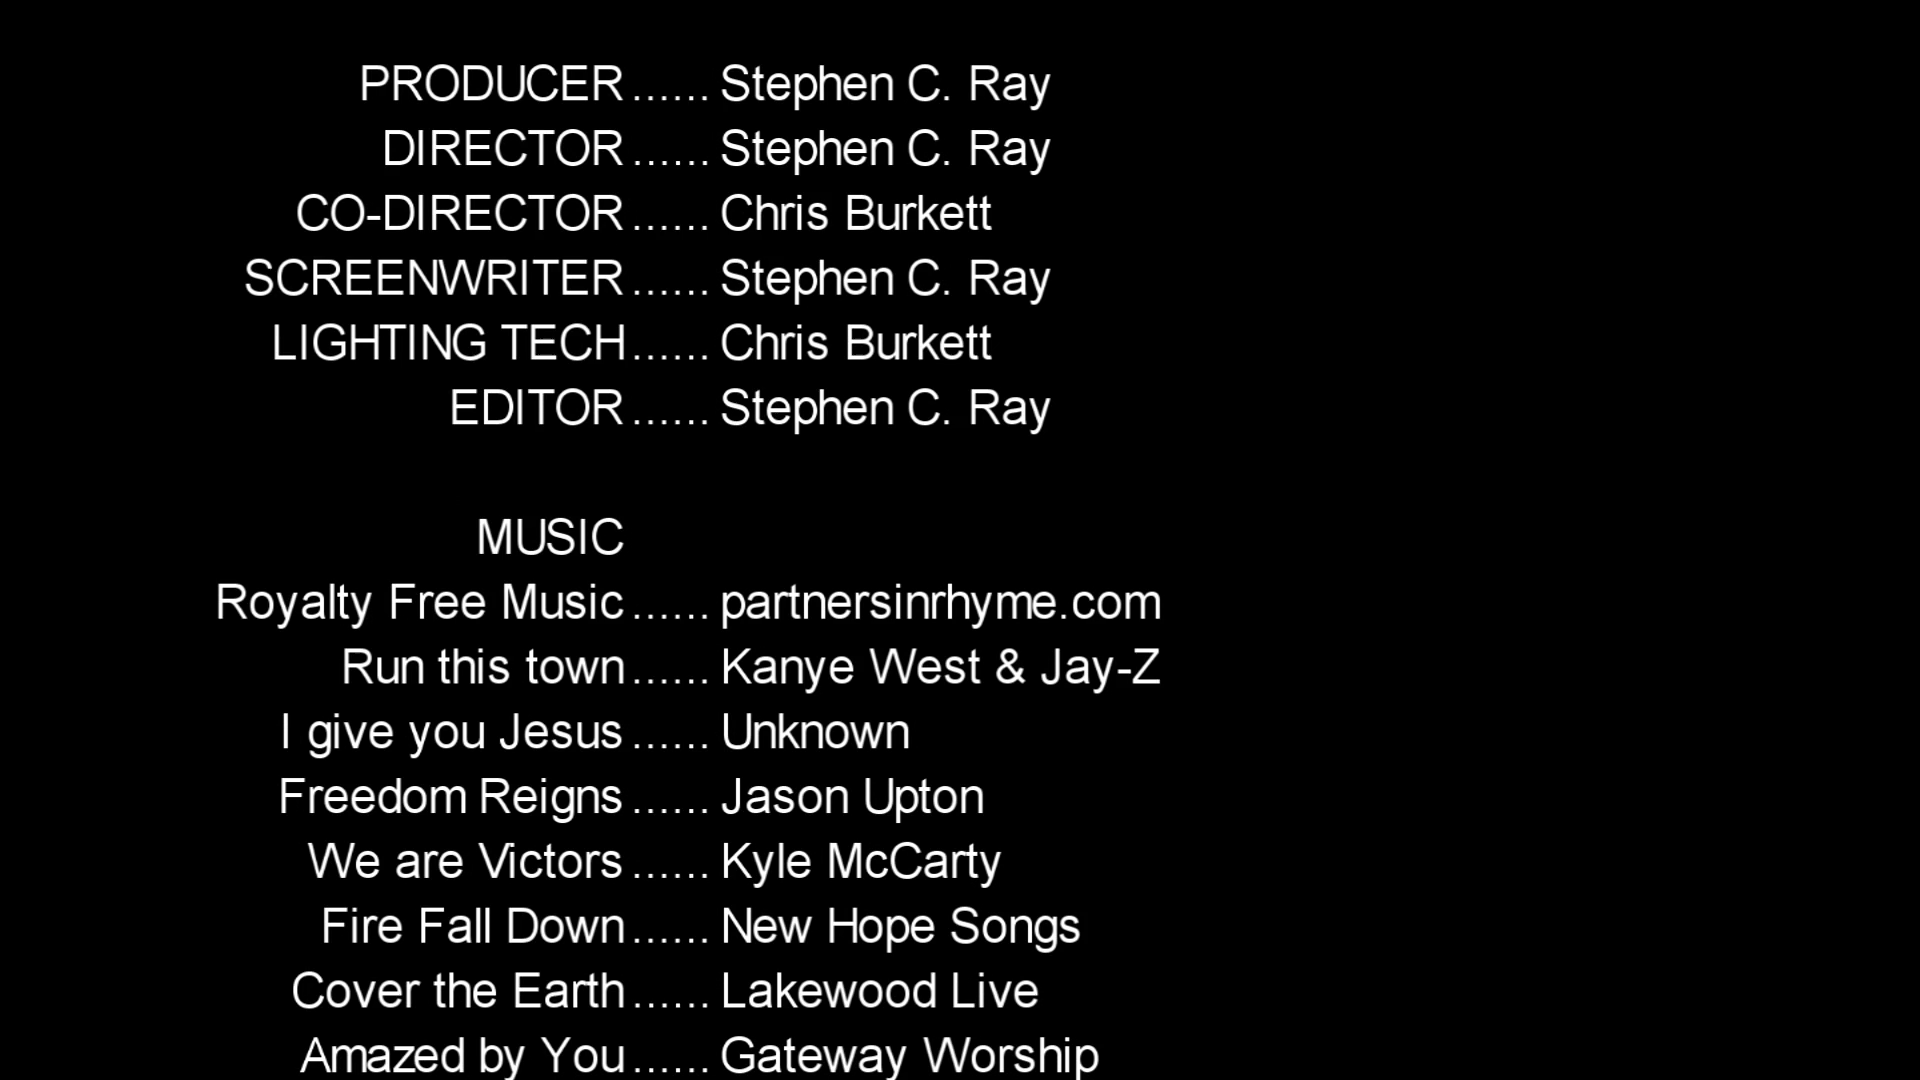 PRODUCER ...... Stephen C. Ray
DIRECTOR ...... Stephen C. Ray
CO-DIRECTOR ...... Chris Burkett
SCREENWRITER ...... Stephen C. Ray
LIGHTING TECH ...... Chris Burkett
EDITOR ...... Stephen C. Ray
MUSIC
Royalty Free Music ...... partnersinrhyme.com
Run this town ...... Kanye West & Jay-Z
I give you Jesus ...... Unknown
Freedom Reigns ...... Jason Upton
We are Victors ...... Kyle McCarty
Fire Fall Down ...... New Hope Songs
Cover the Earth ...... Lakewood Live
Amazed by You ...... Gateway Worship